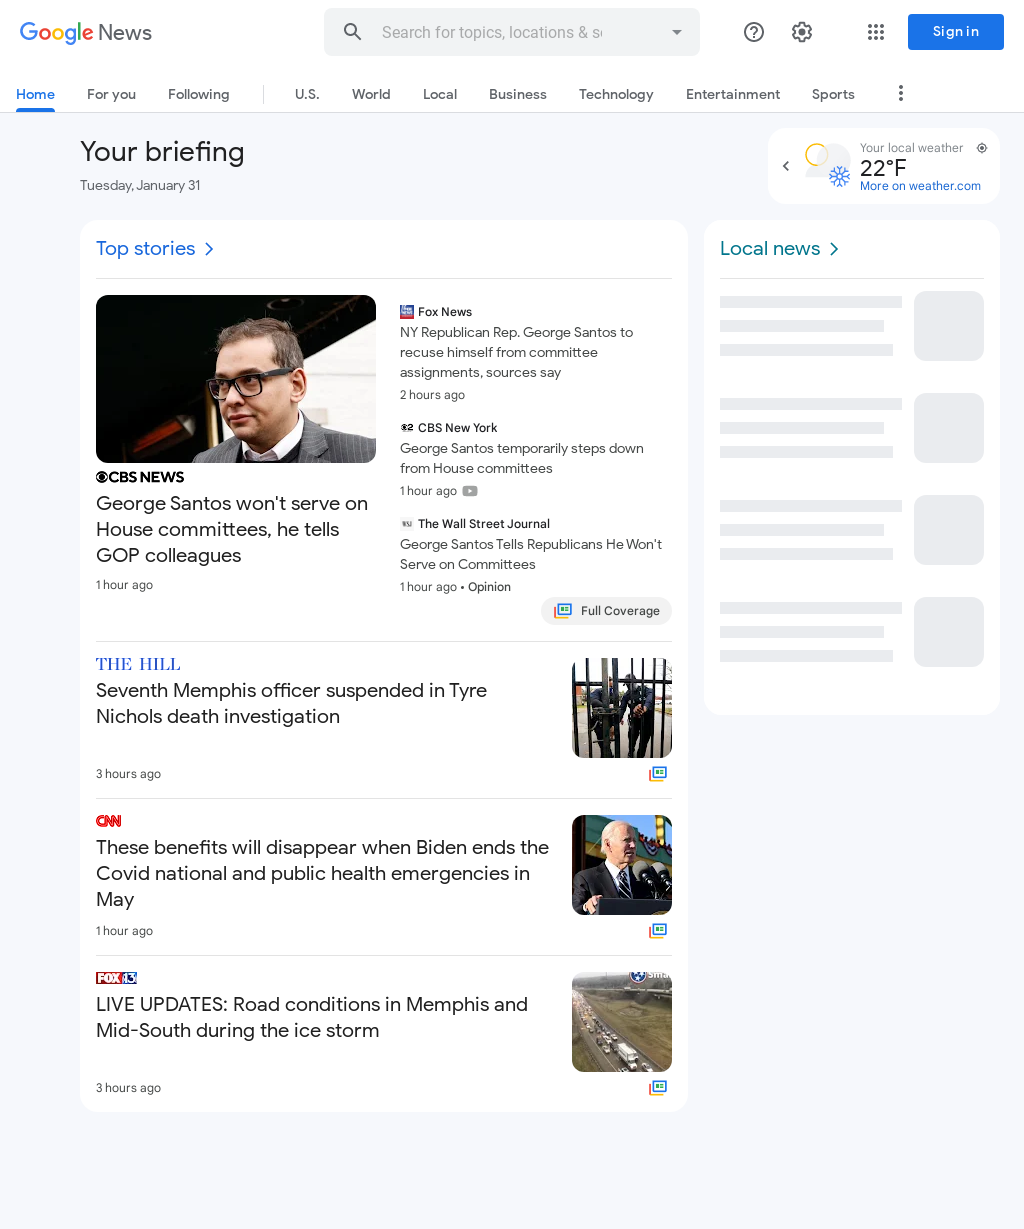 Google News
Search for topics, locations & so
Sign in
Home
For you
Following
U.S.
World
Local
Business
Technology
Entertainment
Sports
Your briefing
Tuesday, January 31
Your local weather
22°F
More on weather.com
Top stories
CBS NEWS
George Santos won't serve on
House committees, he tells
GOP colleagues
1 hour ago
Fox News
NY Republican Rep. George Santos to
recuse himself from committee
assignments, sources say
2 hours ago
CBS New York
George Santos temporarily steps down
from House committees
1 hour ago
WSJ
The Wall Street Journal
George Santos Tells Republicans He Won't
Serve on Committees
1 hour ago • Opinion
Full Coverage
THE HILL
Seventh Memphis officer suspended in Tyre
Nichols death investigation
3 hours ago
CNN
These benefits will disappear when Biden ends the
Covid national and public health emergencies in
May
1 hour ago
FOX 13
LIVE UPDATES: Road conditions in Memphis and
Mid-South during the ice storm
3 hours ago
Local news